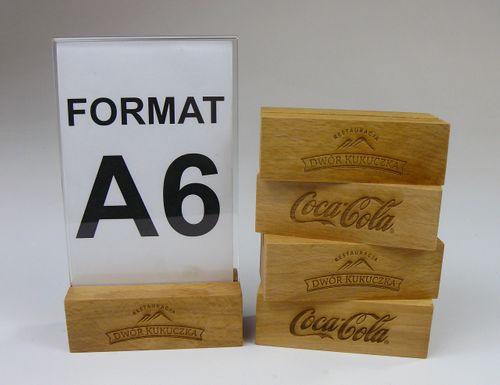 FORMAT
A6
RESTAURACJA
DWÓR KUKUCZKA
RESTAURACJA
DWÓR KUKUCZKA
Coca-Cola®
RESTAURACJA
DWÓR KUKUCZKA
Coca-Cola®